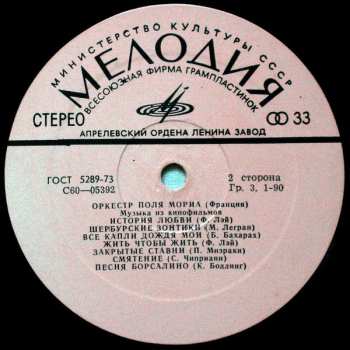 МИНИСТЕРСТВО КУЛЬТУРЫ СССР
МЕЛОДИЯ
ВСЕСОЮЗНАЯ ФИРМА ГРАМПЛАСТИНОК
СТЕРЕО
33
АПРЕЛЕВСКИЙ ОРДЕНА ЛЕНИНА ЗАВОД
ГОСТ 5289-73
С60—05392
2 сторона
Гр. 3, 1-90
ОРКЕСТР ПОЛЯ МОРИА (Франция)
Музыка из кинофильмов
ИСТОРИЯ ЛЮБВИ (Ф. Лэй)
ШЕРБУРСКИЕ ЗОНТИКИ (М. Легран)
ВСЕ КАПЛИ ДОЖДЯ МОИ (Б. Бахарах)
ЖИТЬ ЧТОБЫ ЖИТЬ (Ф. Лэй)
ЗАКРЫТЫЕ СТАВНИ (П. Мизраки)
СМЯТЕНИЕ (С. Чиприани)
ПЕСНЯ БОРСАЛИНО (К. Боллинг)